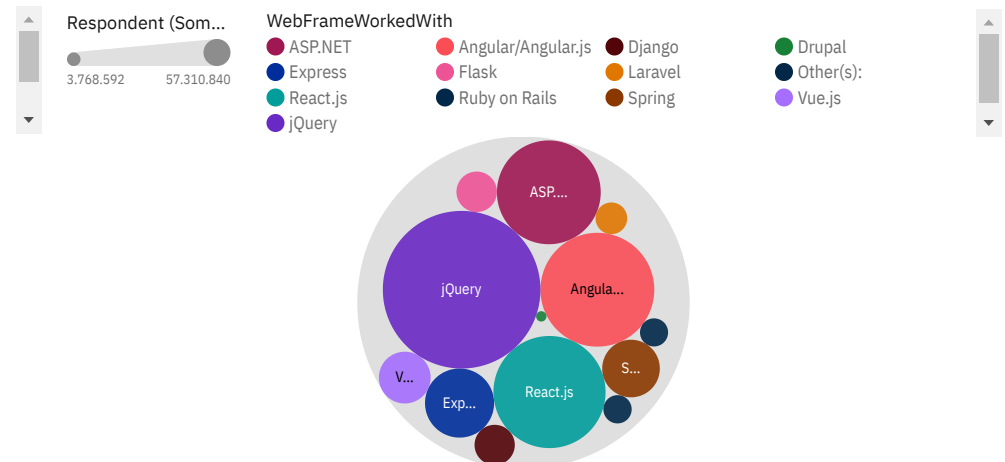 Respondent (Som...
3.768.592 57.310.840
WebFrameWorkedWith
ASP.NET Angular/Angular.js Django Drupal
Express Flask Laravel Other(s):
React.js Ruby on Rails Spring Vue.js
jQuery
ASP....
jQuery
Angula...
S...
V...
React.js
Exp...